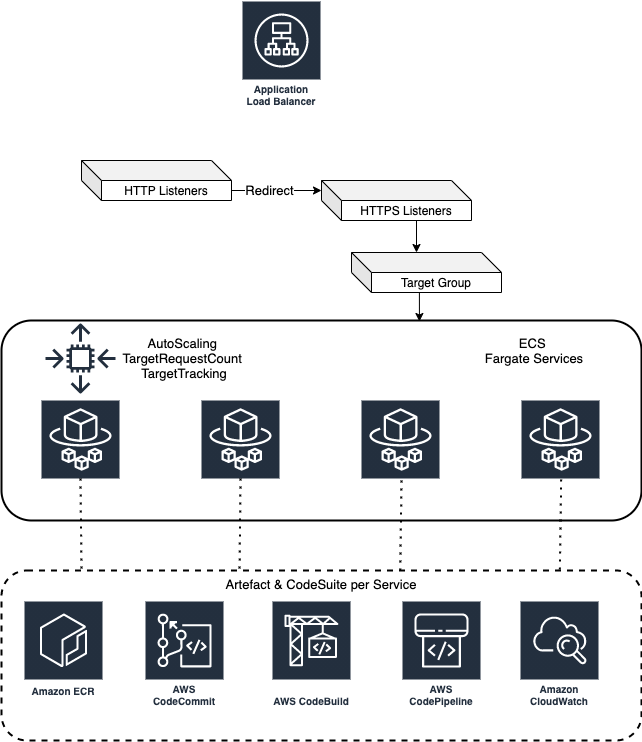 Application
Load Balancer
HTTP Listeners
Redirect
HTTPS Listeners
Target Group
AutoScaling
TargetRequestCount
TargetTracking
ECS
Fargate Services
Artefact & CodeSuite per Service
</>
</>
</>
Amazon ECR
AWS
CodeCommit
AWS CodeBuild
AWS
CodePipeline
Amazon
CloudWatch